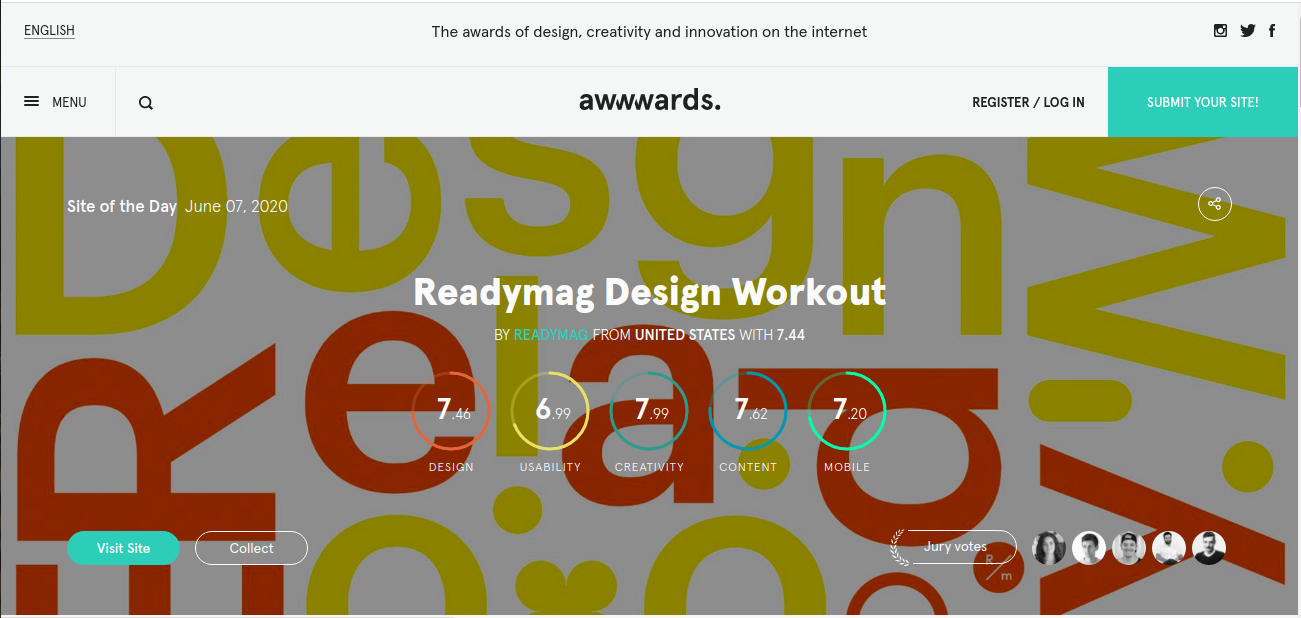 ENGLISH
The awards of design, creativity and innovation on the internet
MENU
awwwards.
REGISTER / LOG IN
SUBMIT YOUR SITE!
Site of the Day June 07, 2020
Readymag Design Workout
BY READYMAG FROM UNITED STATES WITH 7.44
7.46
6.99
7.99
7.62
7.20
DESIGN
USABILITY
CREATIVITY
CONTENT
MOBILE
Visit Site
Collect
Jury votes
R/m
Design